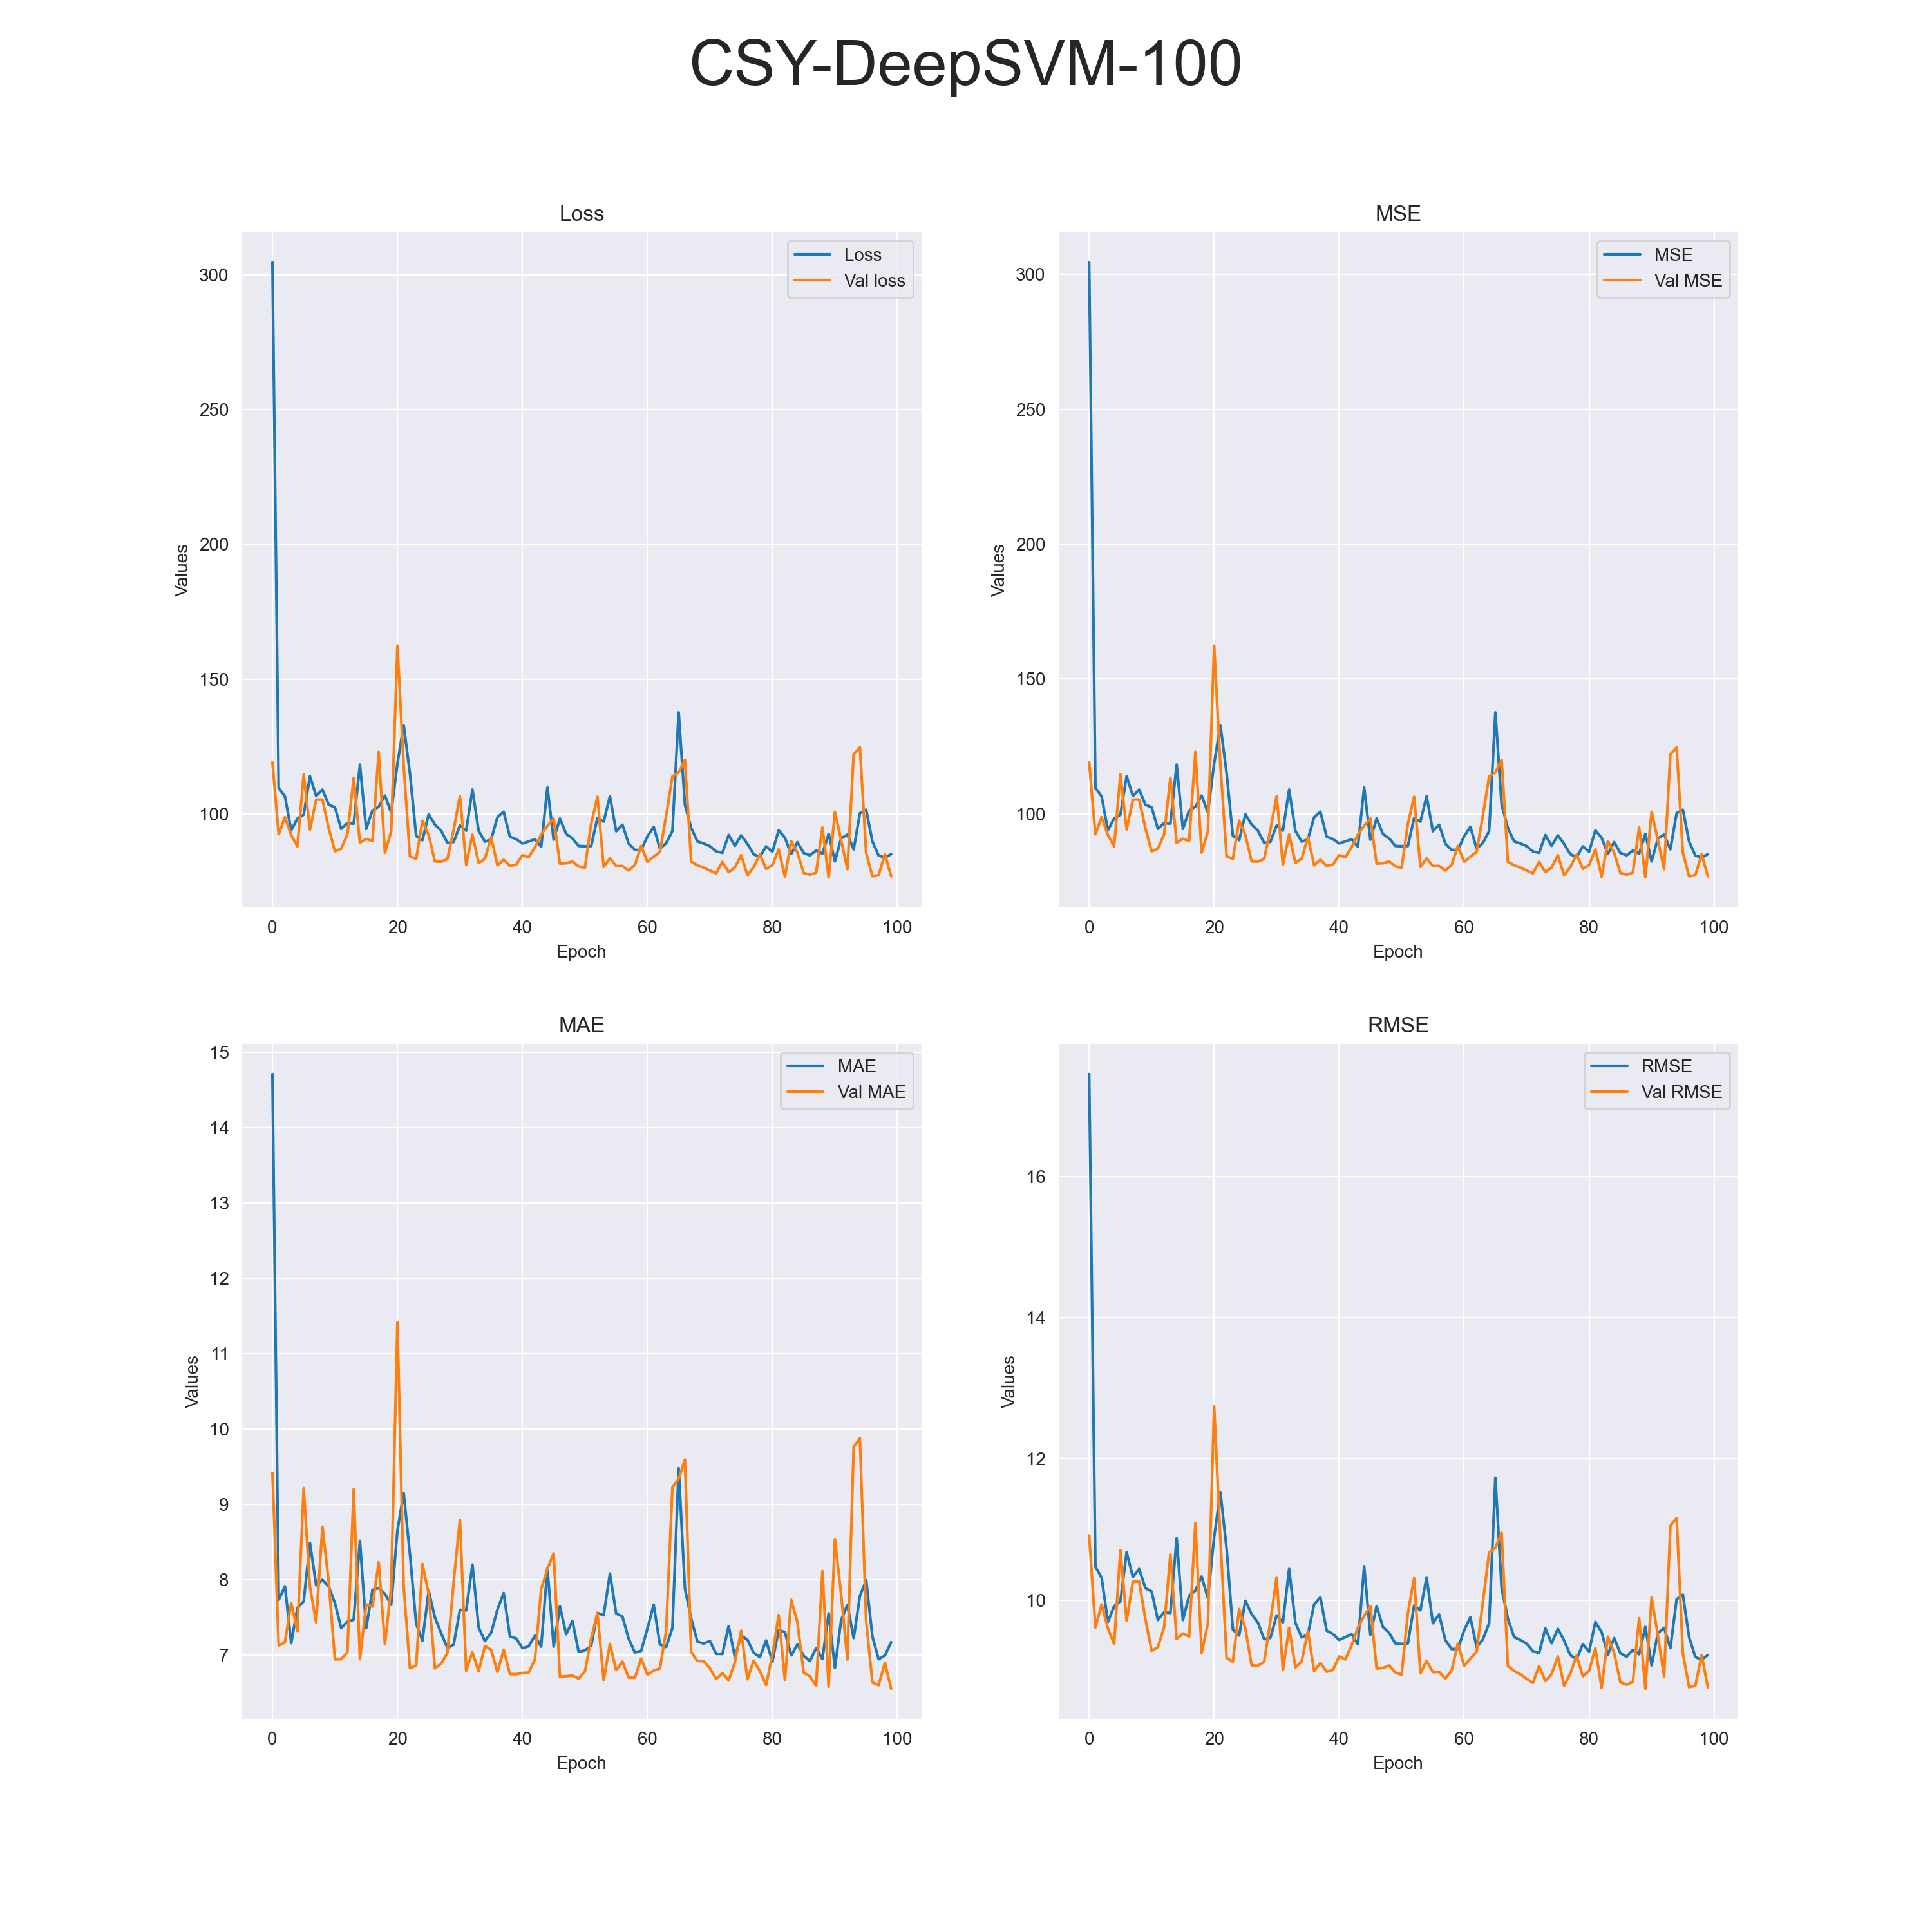 CSY-DeepSVM-100
Loss
Loss
Val loss
300
250
200
150
100
Values
0 20 40 60 80 100
Epoch
MSE
MSE
Val MSE
300
250
200
150
100
Values
0 20 40 60 80 100
Epoch
MAE
MAE
Val MAE
15
14
13
12
11
10
9
8
7
Values
0 20 40 60 80 100
Epoch
RMSE
RMSE
Val RMSE
16
14
12
10
Values
0 20 40 60 80 100
Epoch